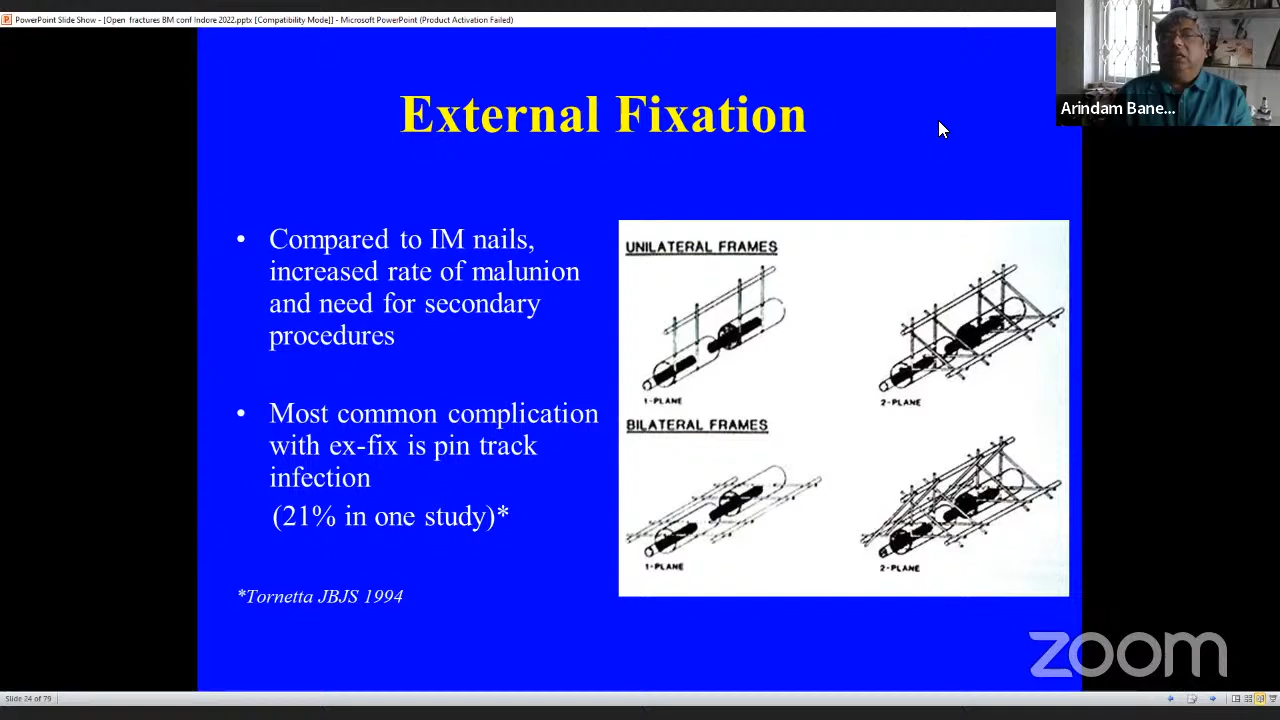 PowerPoint Slide Show - [Open fractures BM conf Indore 2022.pptx [Compatibility Mode]] - Microsoft PowerPoint (Product Activation Failed)
Arindam Bane...
External Fixation
• Compared to IM nails,
increased rate of malunion
and need for secondary
procedures
• Most common complication
with ex-fix is pin track
infection
(21% in one study)*
*Tornetta JBJS 1994
UNILATERAL FRAMES
1-PLANE
2-PLANE
BILATERAL FRAMES
1-PLANE
2-PLANE
zoom
Slide 24 of 79